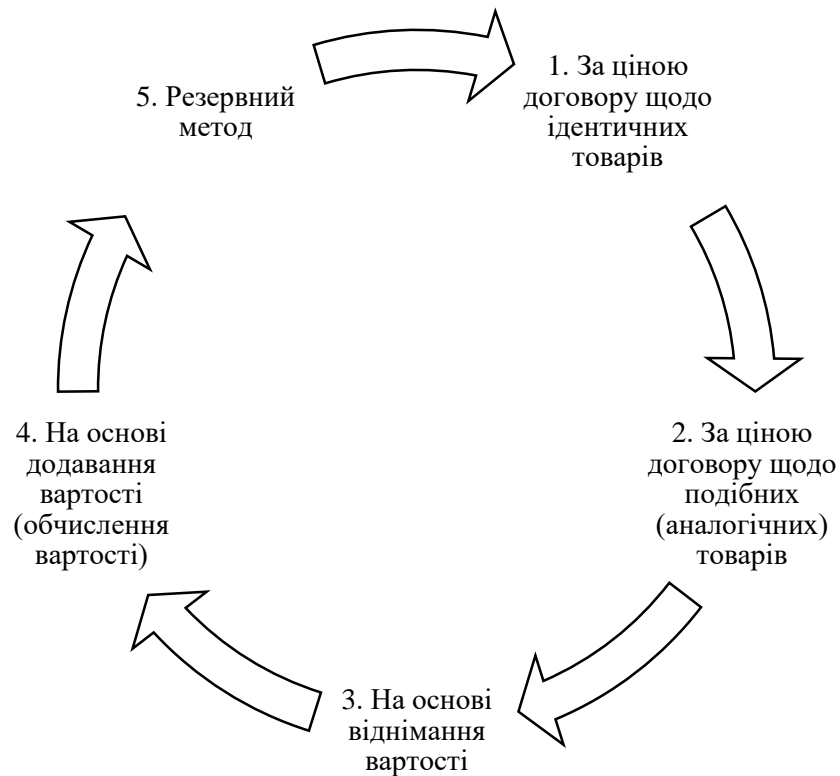 1. За ціною
договору щодо
ідентичних
товарів
2. За ціною
договору щодо
подібних
(аналогічних)
товарів
3. На основі
віднімання
вартості
4. На основі
додавання
вартості
(обчислення
вартості)
5. Резервний
метод